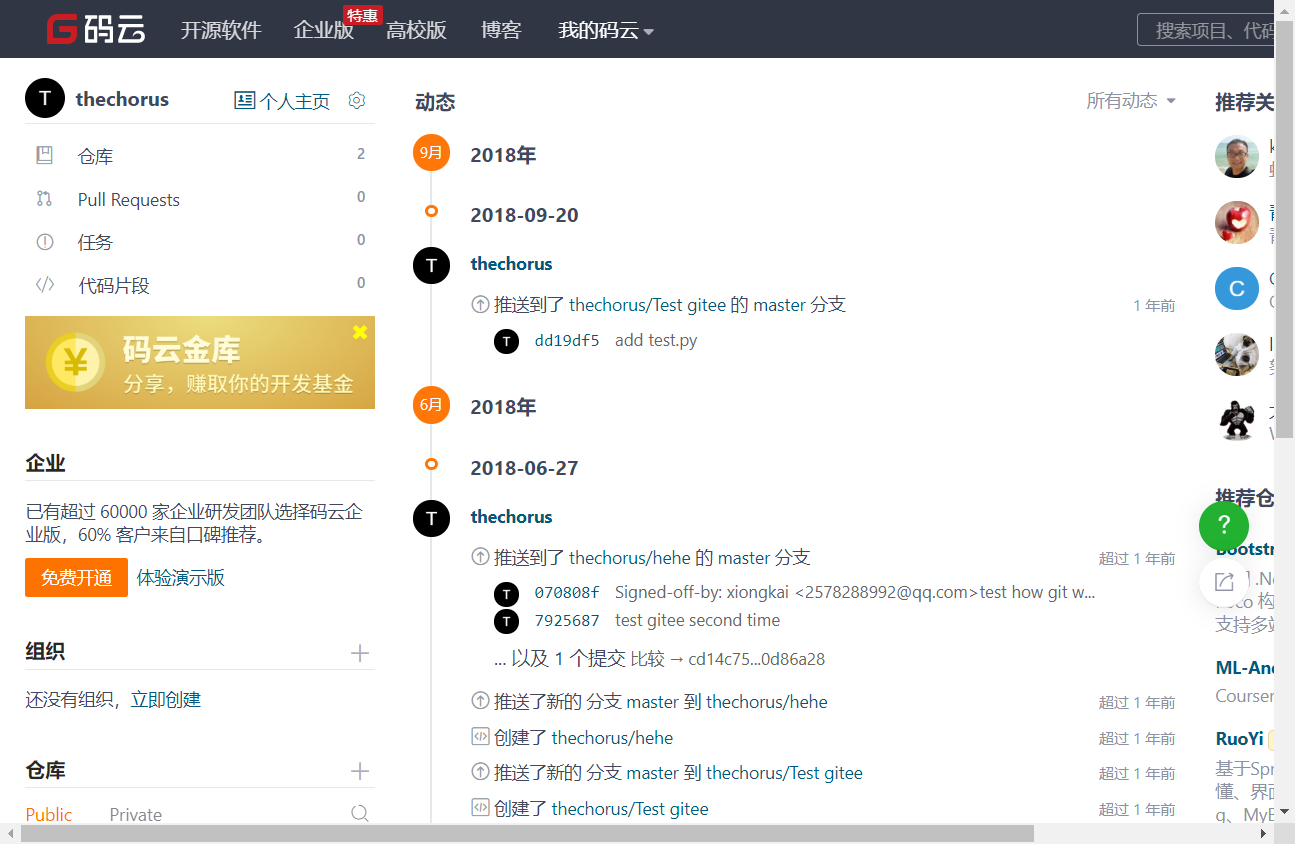 码云
开源软件
企业版
特惠
高校版
博客
我的码云
搜索项目、代码
T
thechorus
个人主页
仓库 2
Pull Requests 0
任务 0
代码片段 0
码云金库
分享，赚取你的开发基金
企业
已有超过 60000 家企业研发团队选择码云企
业版，60% 客户来自口碑推荐。
免费开通 体验演示版
组织
还没有组织，立即创建
仓库
Public Private
动态
所有动态
9月 2018年
2018-09-20
T thechorus
推送到了 thechorus/Test gitee 的 master 分支 1 年前
T dd19df5 add test.py
6月 2018年
2018-06-27
T thechorus
推送到了 thechorus/hehe 的 master 分支 超过 1 年前
T 070808f Signed-off-by: xiongkai <2578288992@qq.com>test how git w...
T 7925687 test gitee second time
... 以及 1 个提交 比较 → cd14c75...0d86a28
推送了新的 分支 master 到 thechorus/hehe 超过 1 年前
创建了 thechorus/hehe 超过 1 年前
推送了新的 分支 master 到 thechorus/Test gitee 超过 1 年前
创建了 thechorus/Test gitee 超过 1 年前
推荐关
C
推荐仓
?
Bootstr
.Ne
构
支持多端
ML-And
Courser
RuoYi
基于Spr
懂、界面
q、MyB